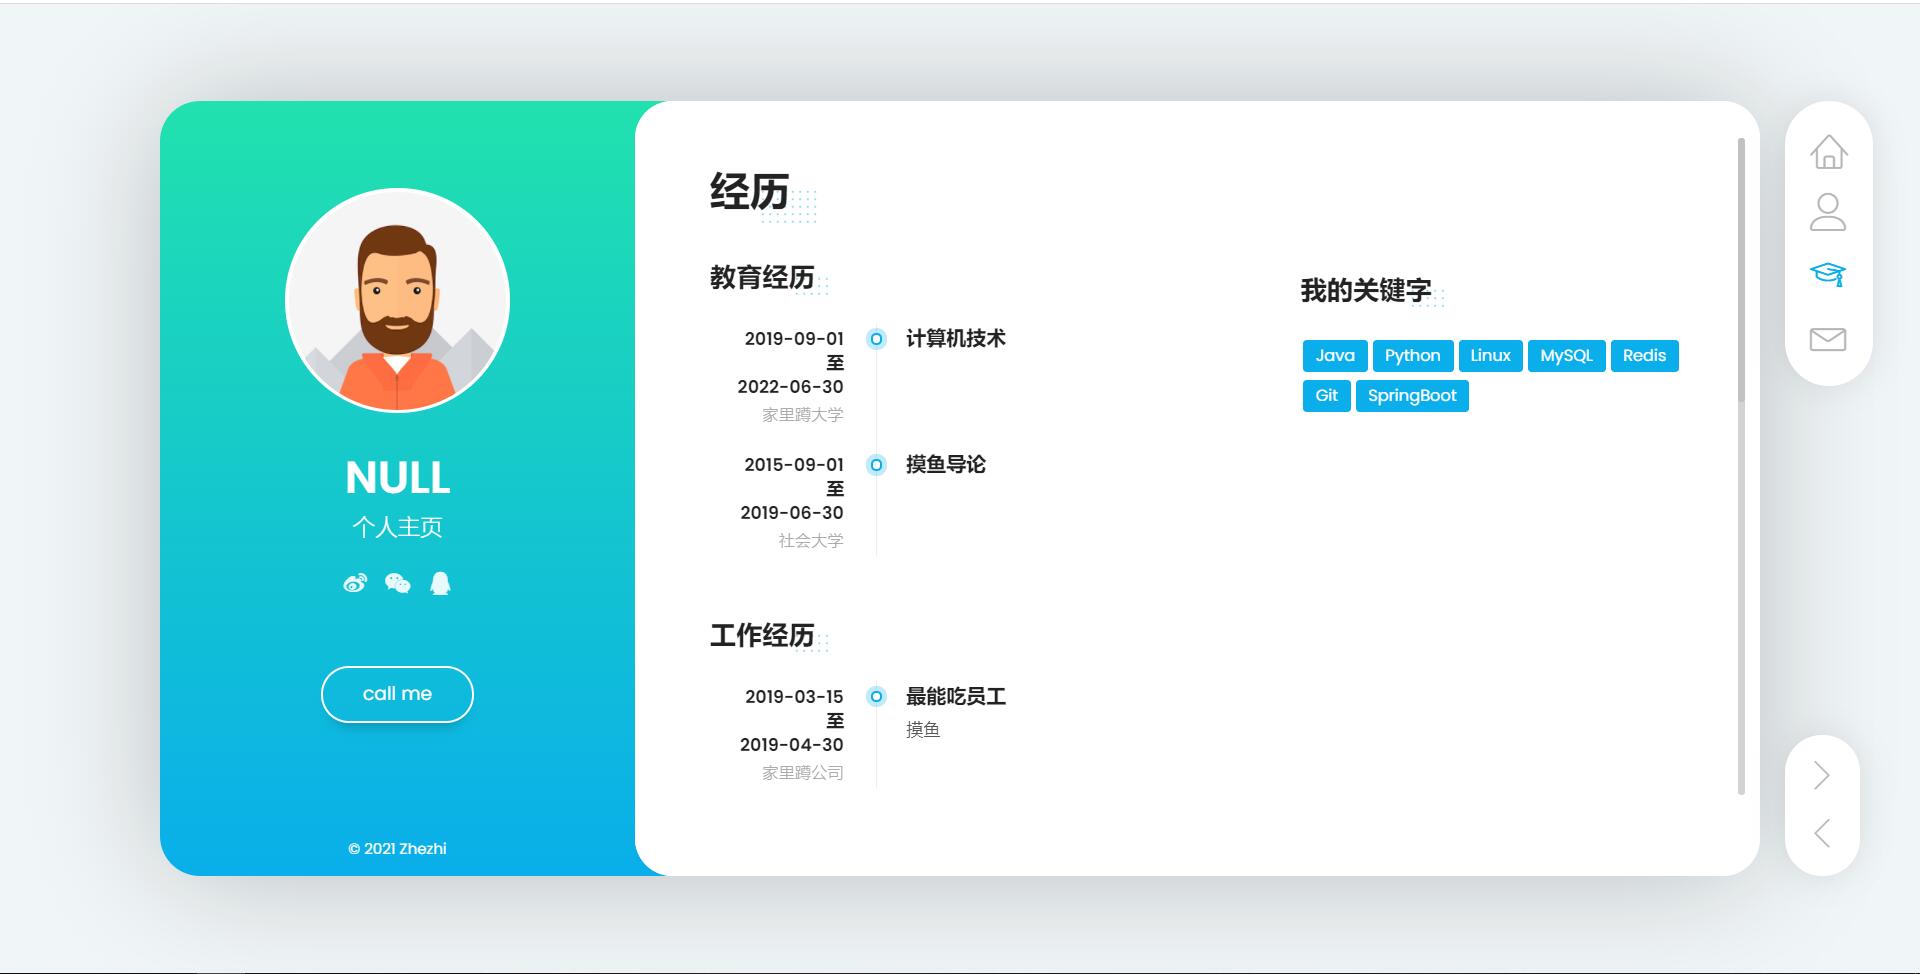 NULL
个人主页
call me
© 2021 Zhezhi
经历
教育经历
2019-09-01
至
2022-06-30
家里蹲大学
计算机技术
2015-09-01
至
2019-06-30
社会大学
摸鱼导论
工作经历
2019-03-15
至
2019-04-30
家里蹲公司
最能吃员工
摸鱼
我的关键字
Java Python Linux MySQL Redis
Git SpringBoot